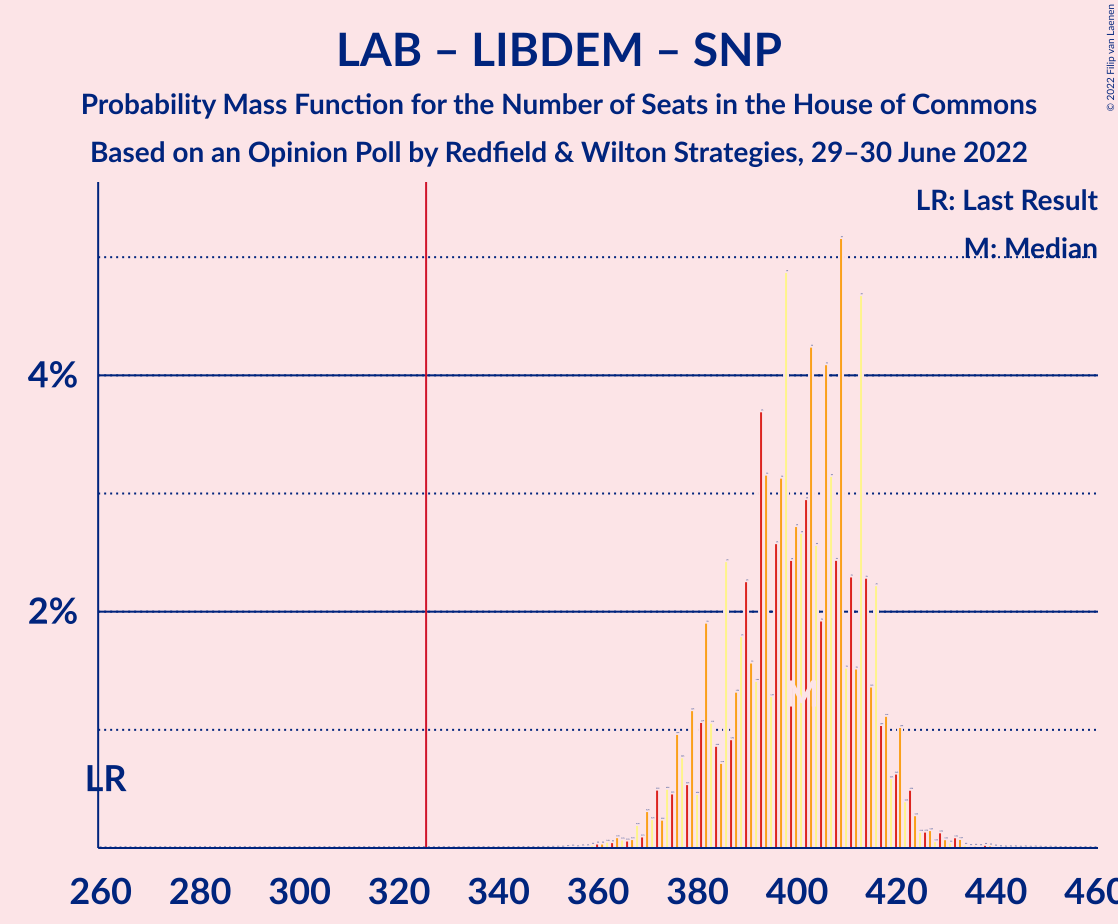 LAB – LIBDEM – SNP
Probability Mass Function for the Number of Seats in the House of Commons
Based on an Opinion Poll by Redfield & Wilton Strategies, 29–30 June 2022
© 2022 Filip van Laenen
LR: Last Result
M: Median
4%
2%
M
LR
260 280 300 320 340 360 380 400 420 440 460